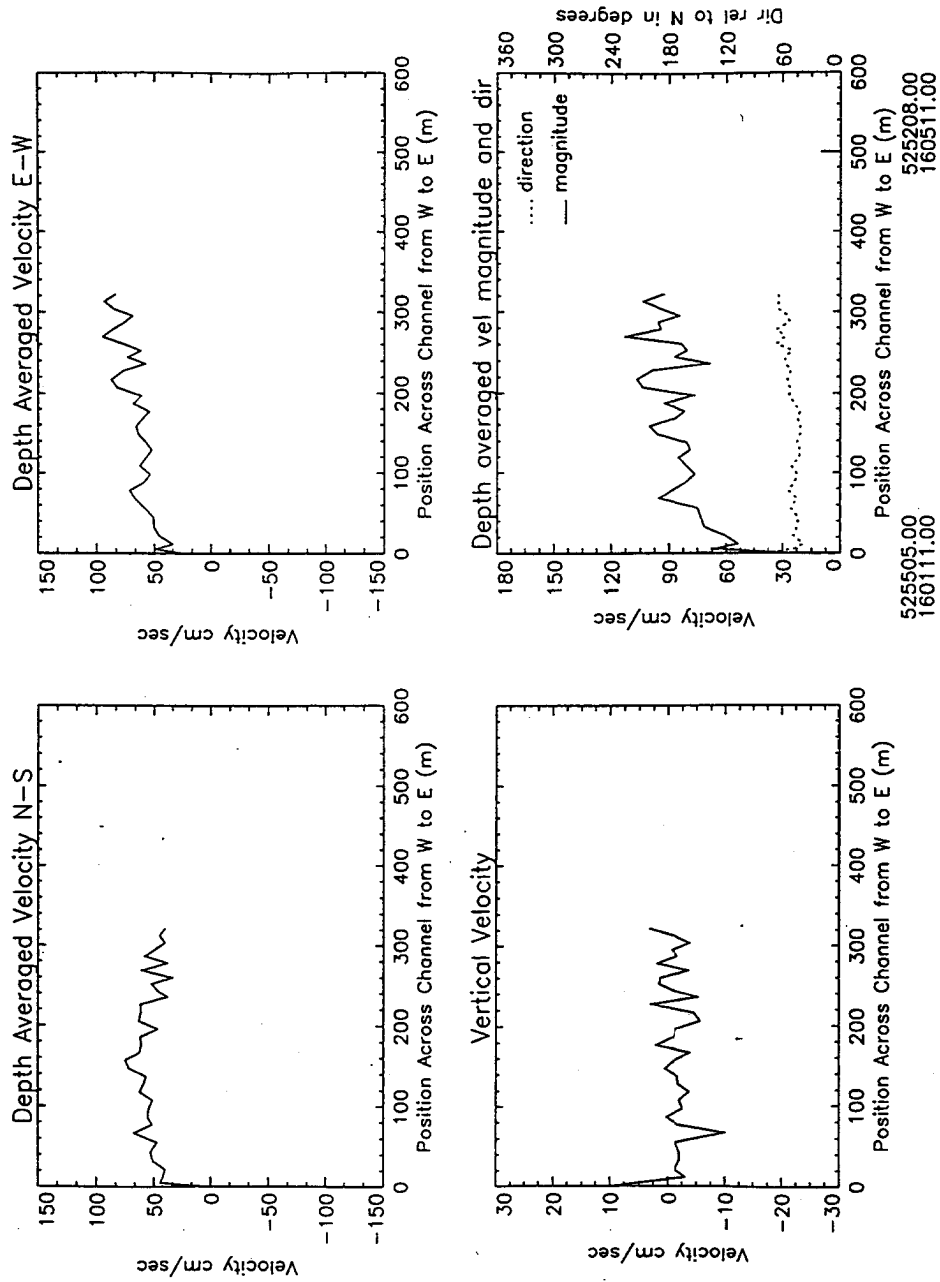 Depth Averaged Velocity N-S
Velocity cm/sec
150
100
50
0
-50
-100
-150
0 100 200 300 400 500 600
Position Across Channel from W to E (m)
Depth Averaged Velocity E-W
Velocity cm/sec
150
100
50
0
-50
-100
-150
0 100 200 300 400 500 600
Position Across Channel from W to E (m)
Vertical Velocity
Velocity cm/sec
30
20
10
0
-10
-20
-30
0 100 200 300 400 500 600
Position Across Channel from W to E (m)
Depth averaged vel magnitude and dir
Velocity cm/sec
180
150
120
90
60
30
0
direction
magnitude
360
300
240
180
120
60
0
Dir rel to N in degrees
0 100 200 300 400 500 600
Position Across Channel from W to E (m)
525505.00 525208.00
160111.00 160511.00